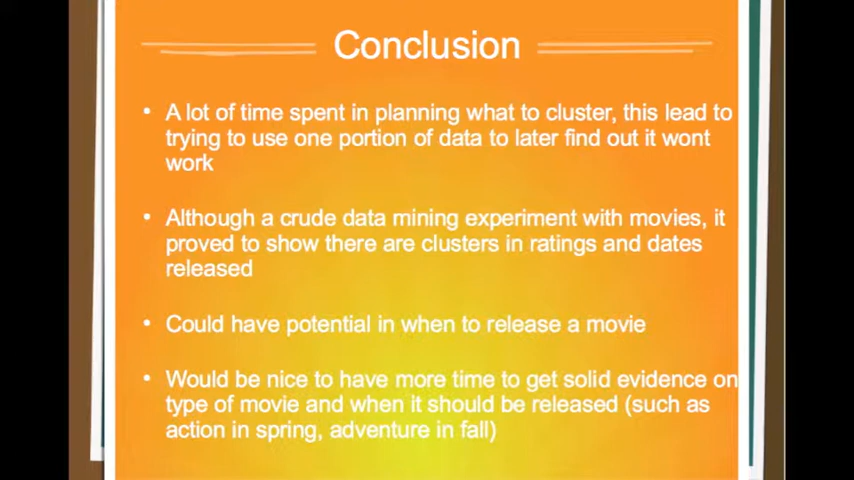 Conclusion
• A lot of time spent in planning what to cluster, this lead to
trying to use one portion of data to later find out it wont
work
• Although a crude data mining experiment with movies, it
proved to show there are clusters in ratings and dates
released
• Could have potential in when to release a movie
• Would be nice to have more time to get solid evidence on
type of movie and when it should be released (such as
action in spring, adventure in fall)